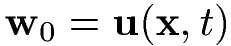 𝐰₀ = 𝐮(𝐱, t)